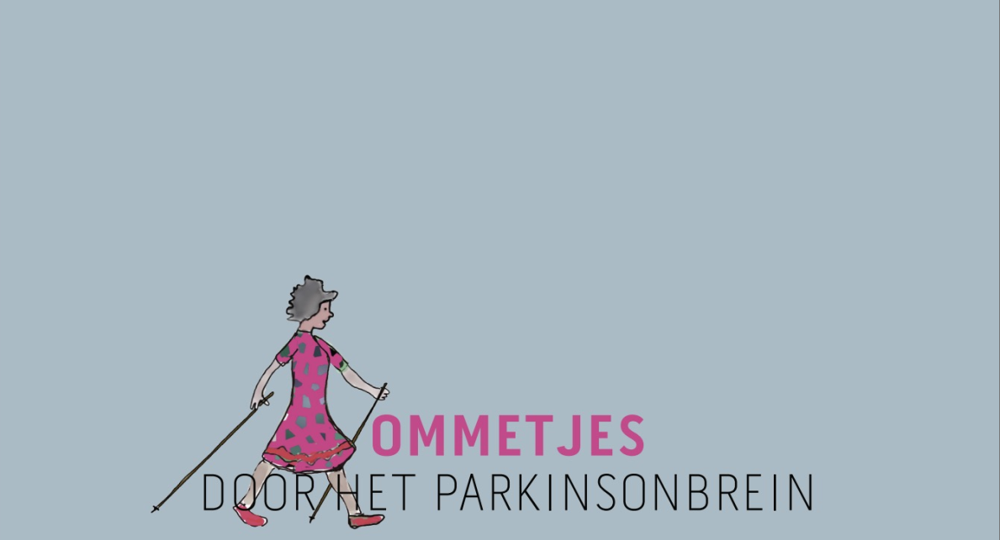 OMMETJES
DOOR HET PARKINSONBREIN